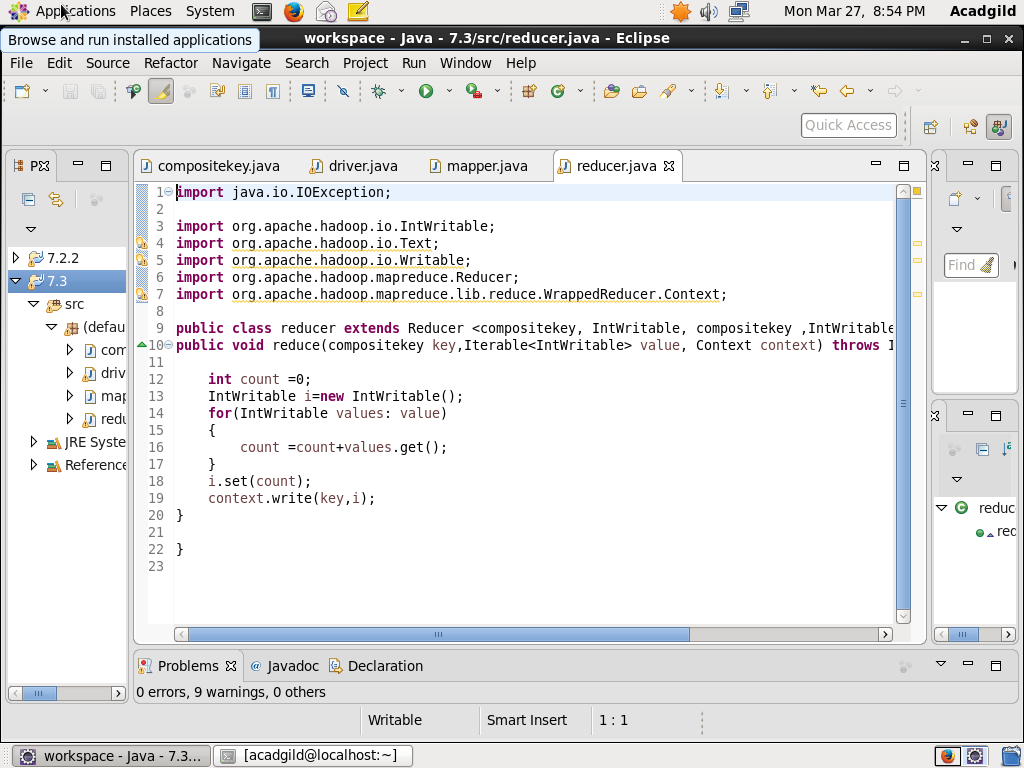 Applications Places System Mon Mar 27, 8:54 PM Acadgild
Browse and run installed applications
workspace - Java - 7.3/src/reducer.java - Eclipse
File Edit Source Refactor Navigate Search Project Run Window Help
Quick Access
P
compositekey.java driver.java mapper.java reducer.java
7.2.2
7.3
src
(defau
com
driv
map
redu
JRE Syste
Reference
1 import java.io.IOException;
2
3 import org.apache.hadoop.io.IntWritable;
4 import org.apache.hadoop.io.Text;
5 import org.apache.hadoop.io.Writable;
6 import org.apache.hadoop.mapreduce.Reducer;
7 import org.apache.hadoop.mapreduce.lib.reduce.WrappedReducer.Context;
8
9 public class reducer extends Reducer <compositekey, IntWritable, compositekey ,IntWritable
10 public void reduce(compositekey key,Iterable<IntWritable> value, Context context) throws I
11
12 int count =0;
13 IntWritable i=new IntWritable();
14 for(IntWritable values: value)
15 {
16 count =count+values.get();
17 }
18 i.set(count);
19 context.write(key,i);
20 }
21
22 }
23
Find
reduc
red
Problems @ Javadoc Declaration
0 errors, 9 warnings, 0 others
Writable Smart Insert 1 : 1
workspace - Java - 7.3... [acadgild@localhost:~]